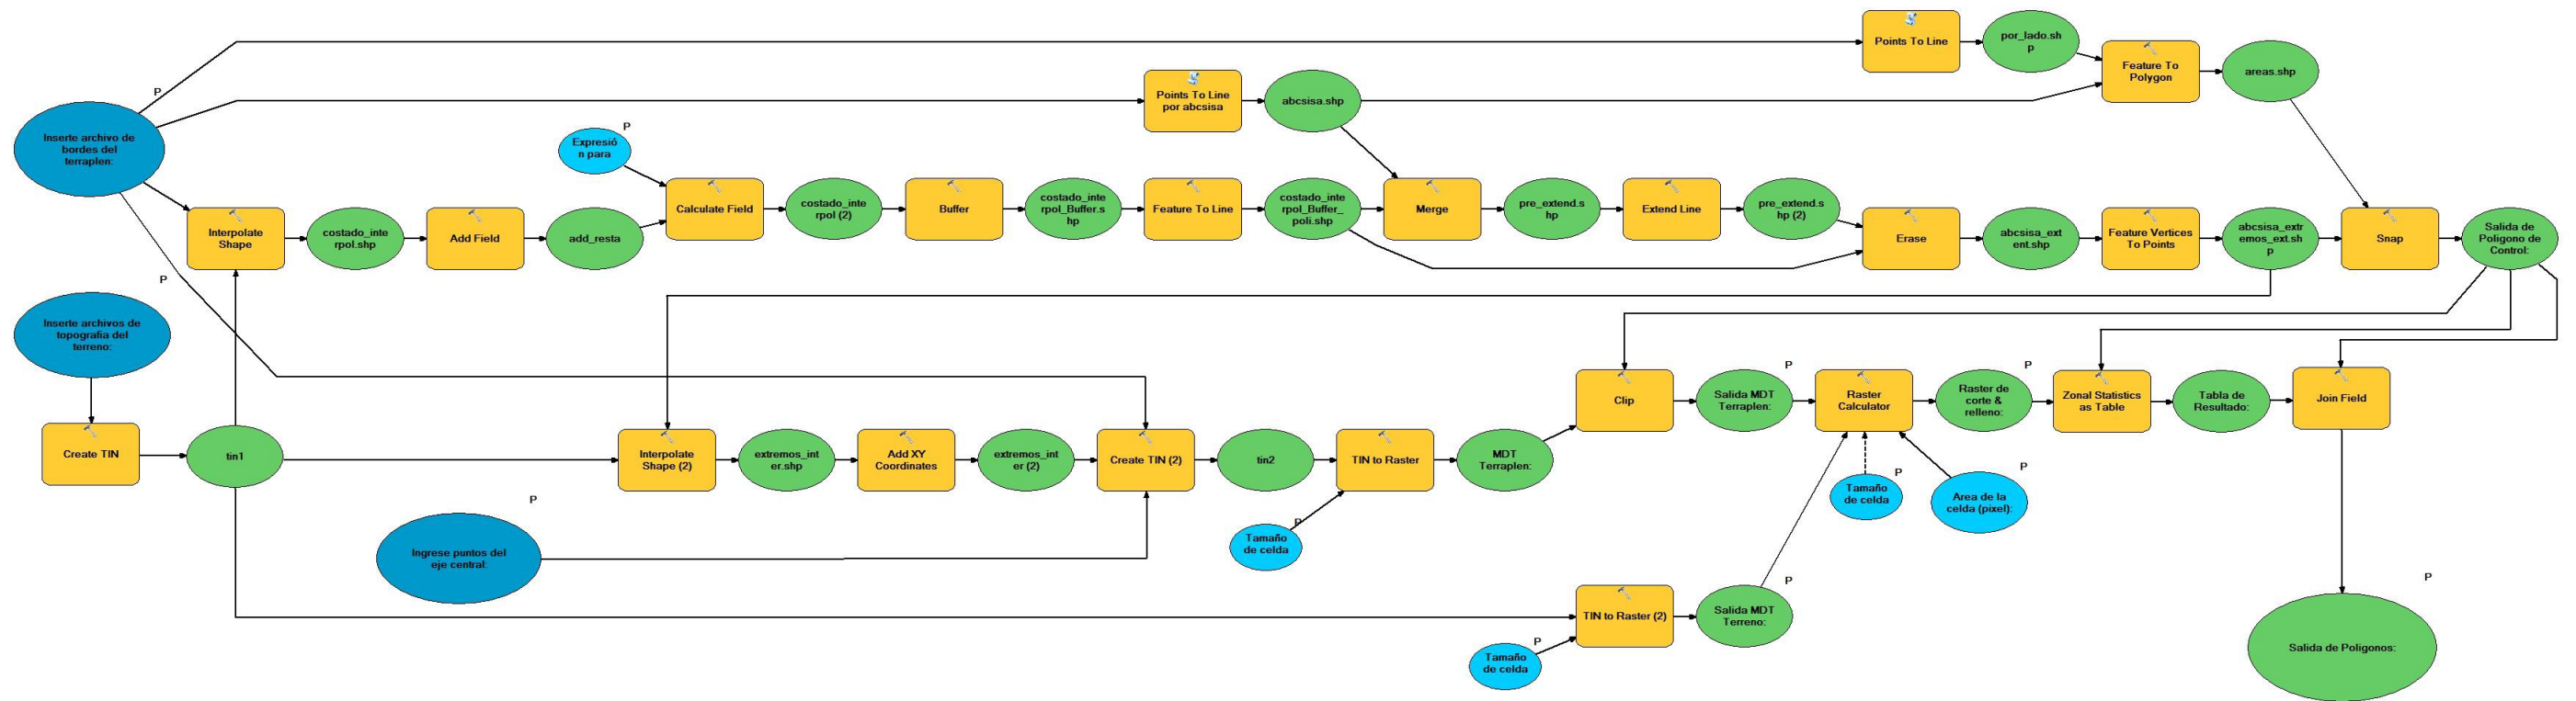 Points To Line
por_lado.sh
p
Feature To
Polygon
areas.shp
P
Points To Line
por abcsisa
abcsisa.shp
Inserte archivo de
bordes del
terraplen:
P
Expresió
n para
Interpolate
Shape
costado_inte
rpol.shp
Add Field
add_resta
Calculate Field
costado_inte
rpol (2)
Buffer
costado_inte
rpol_Buffer.s
hp
Feature To Line
costado_inte
rpol_Buffer_
poli.shp
Merge
pre_extend.s
hp
Extend Line
pre_extend.s
hp (2)
Erase
abcsisa_ext
ent.shp
Feature Vertices
To Points
abcsisa_extr
emos_ext.sh
p
Snap
Salida de
Poligono de
Control:
P
Inserte archivos de
topografia del
terreno:
Create TIN
tin1
Interpolate
Shape (2)
extremos_int
er.shp
Add XY
Coordinates
extremos_int
er (2)
Create TIN (2)
tin2
TIN to Raster
MDT
Terraplen:
Clip
P
Salida MDT
Terraplen:
Raster
Calculator
P
Raster de
corte &
relleno:
Zonal Statistics
as Table
Tabla de
Resultado:
Join Field
P
Ingrese puntos del
eje central:
P
Tamaño
de celda
P
Tamaño
de celda
P
Area de la
celda (pixel):
TIN to Raster (2)
P
Salida MDT
Terreno:
P
Tamaño
de celda
P
Salida de Poligonos: